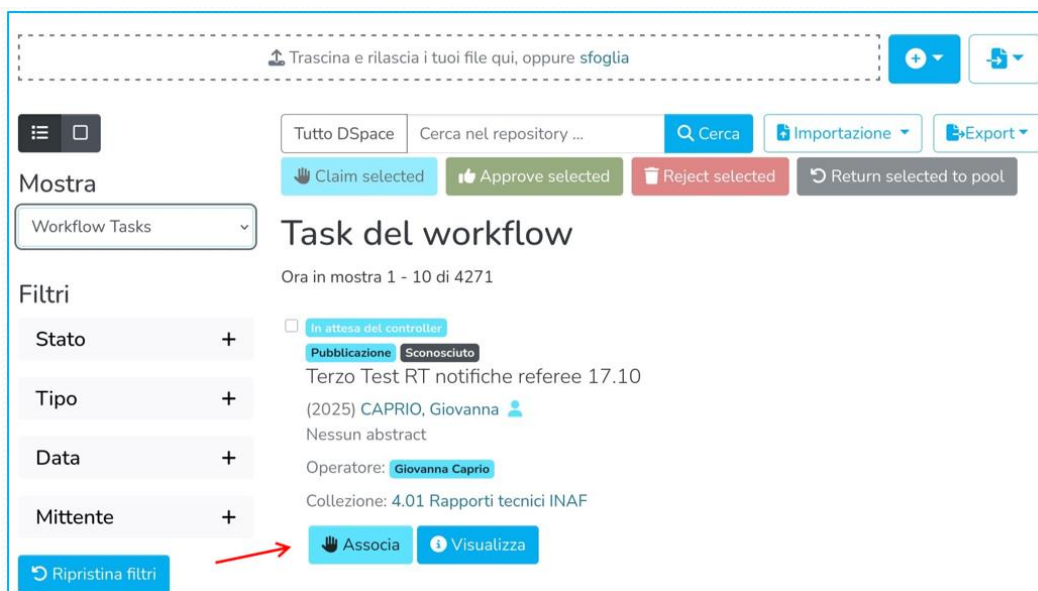 Trascina e rilascia i tuoi file qui, oppure sfoglia
Tutto DSpace Cerca nel repository ... Cerca Importazione Export
Claim selected Approve selected Reject selected Return selected to pool
Mostra
Workflow Tasks
Task del workflow
Ora in mostra 1 - 10 di 4271
Filtri
Stato +
Tipo +
Data +
Mittente +
Ripristina filtri
In attesa del controller
Pubblicazione Sconosciuto
Terzo Test RT notifiche referee 17.10
(2025) CAPRIO, Giovanna
Nessun abstract
Operatore: Giovanna Caprio
Collezione: 4.01 Rapporti tecnici INAF
Associa Visualizza